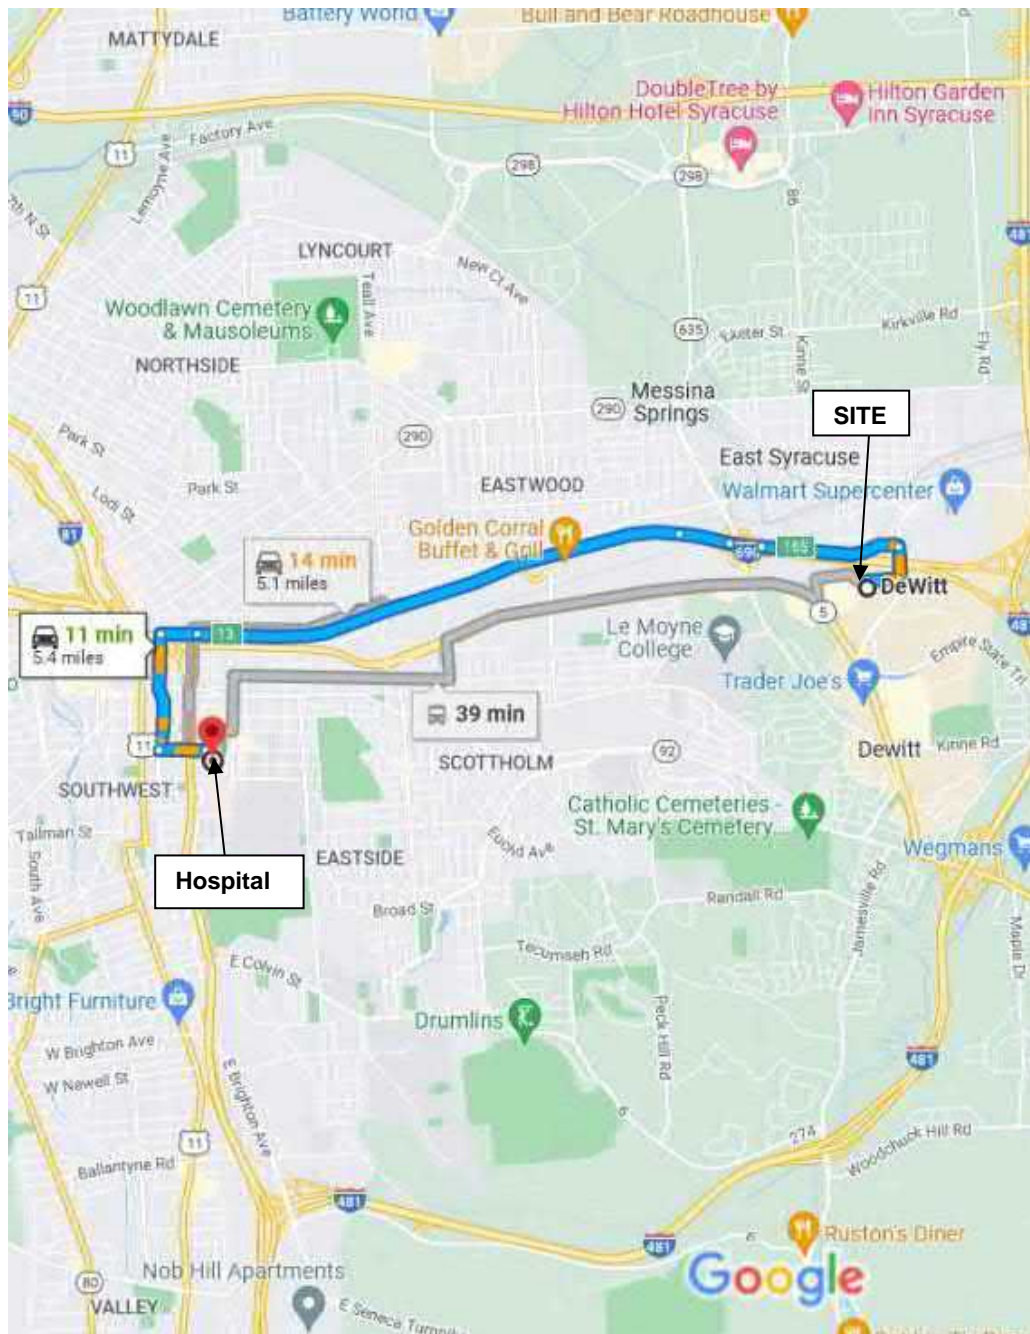 Battery World
Bull and Bear Roadhouse
MATTYDALE
DoubleTree by
Hilton Hotel Syracuse
Hilton Garden
Inn Syracuse
90
11
Factory Ave
Lemoyne Ave
298
298
LYNCOURT
New Ct Ave
Teall Ave
481
11
Woodlawn Cemetery
& Mausoleums
635
Kinne St
Kirkville Rd
Fly Rd
NORTHSIDE
Messina
Springs
290
290
SITE
Park St
East Syracuse
Park St
Lodi St
EASTWOOD
Walmart Supercenter
81
Golden Corral
Buffet & Grill
690
14 min
5.1 miles
DeWitt
5
11 min
5.4 miles
13
Le Moyne
College
481
Empire State Trl
Trader Joe's
39 min
11
92
Dewitt
Kinne Rd
SCOTTHOLM
SOUTHWEST
Catholic Cemeteries -
St. Mary's Cemetery...
Tallman St
South Ave
Euclid Ave
Wegmans
EASTSIDE
Hospital
Randall Rd
Jamesville Rd
Broad St
Maple Dr
Tecumseh Rd
E Colvin St
Bright Furniture
Drumlins
Peck Hill Rd
W Brighton Ave
W Newell St
E Brighton Ave
481
6
274
11
Woodchuck Hill Rd
Ballantyne Rd
481
Ruston's Diner
481
6
Nob Hill Apartments
Google
80
VALLEY
E Seneca Turnpike